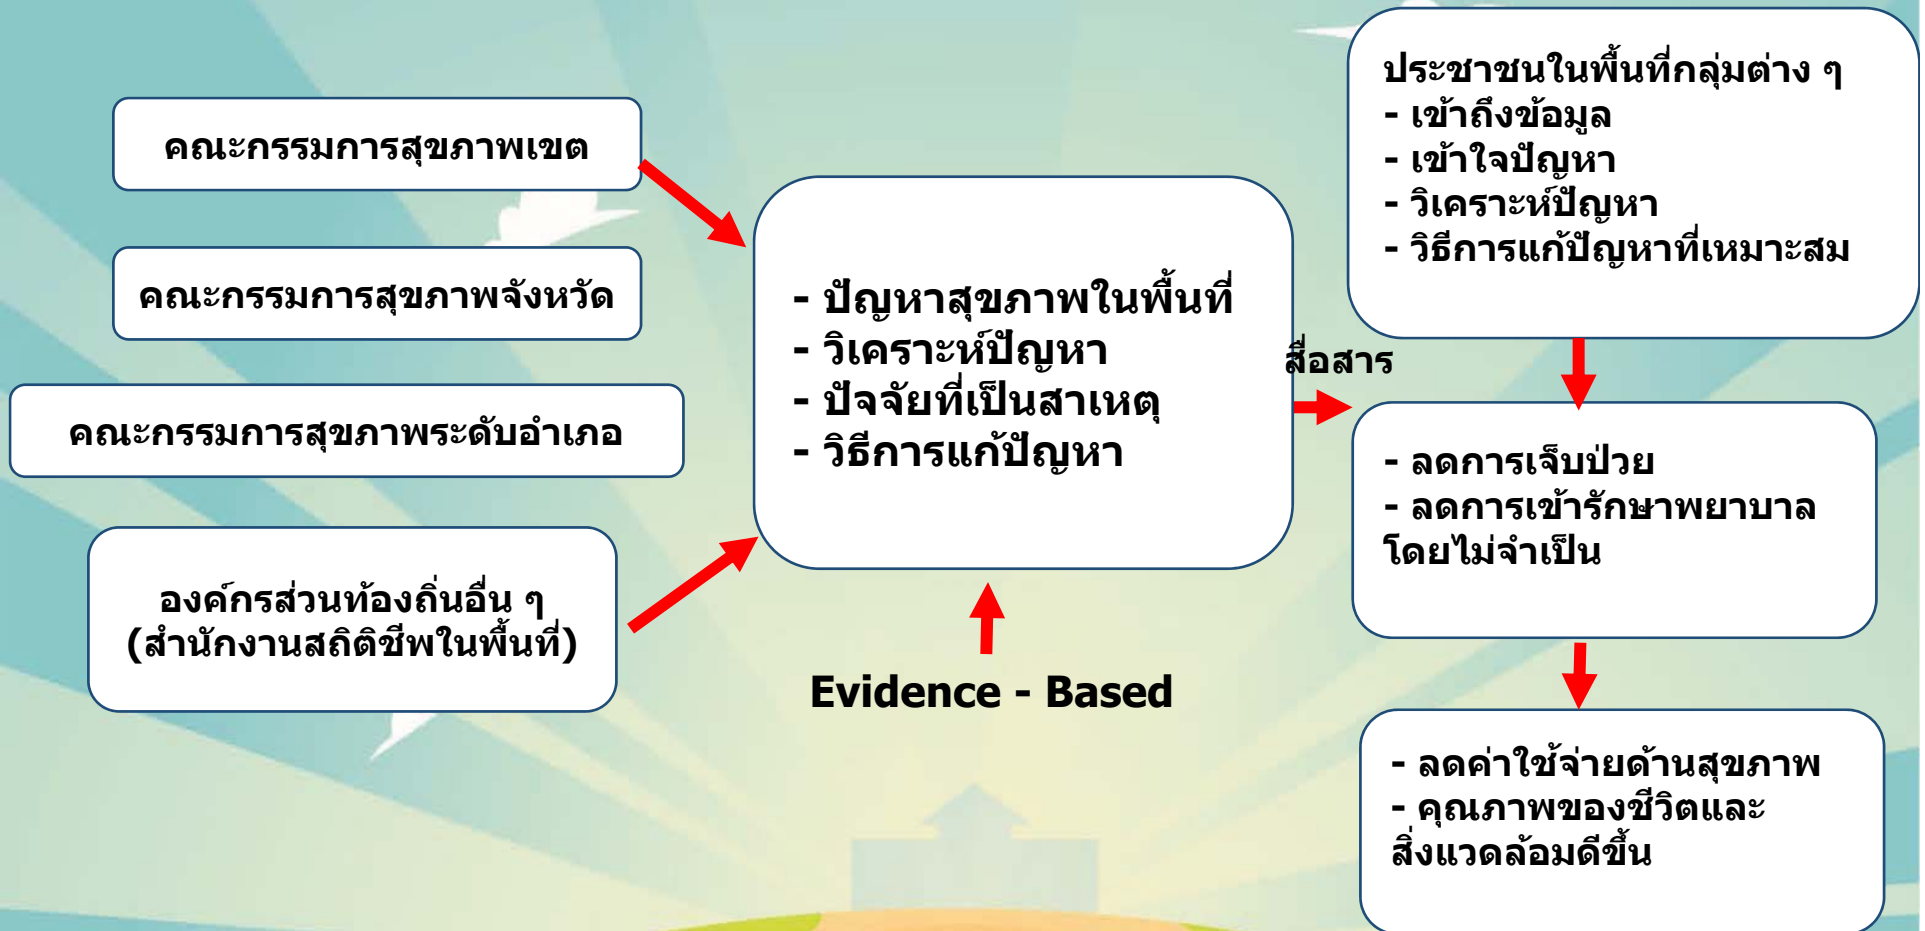 คณะกรรมการสุขภาพเขต
คณะกรรมการสุขภาพจังหวัด
คณะกรรมการสุขภาพระดับอำเภอ
องค์กรส่วนท้องถิ่นอื่น ๆ
(สำนักงานสถิติชีพในพื้นที่)
- ปัญหาสุขภาพในพื้นที่
- วิเคราะห์ปัญหา
- ปัจจัยที่เป็นสาเหตุ
- วิธีการแก้ปัญหา
Evidence - Based
สื่อสาร
ประชาชนในพื้นที่กลุ่มต่าง ๆ
- เข้าถึงข้อมูล
- เข้าใจปัญหา
- วิเคราะห์ปัญหา
- วิธีการแก้ปัญหาที่เหมาะสม
- ลดการเจ็บป่วย
- ลดการเข้ารักษาพยาบาล
โดยไม่จำเป็น
- ลดค่าใช้จ่ายด้านสุขภาพ
- คุณภาพของชีวิตและ
สิ่งแวดล้อมดีขึ้น